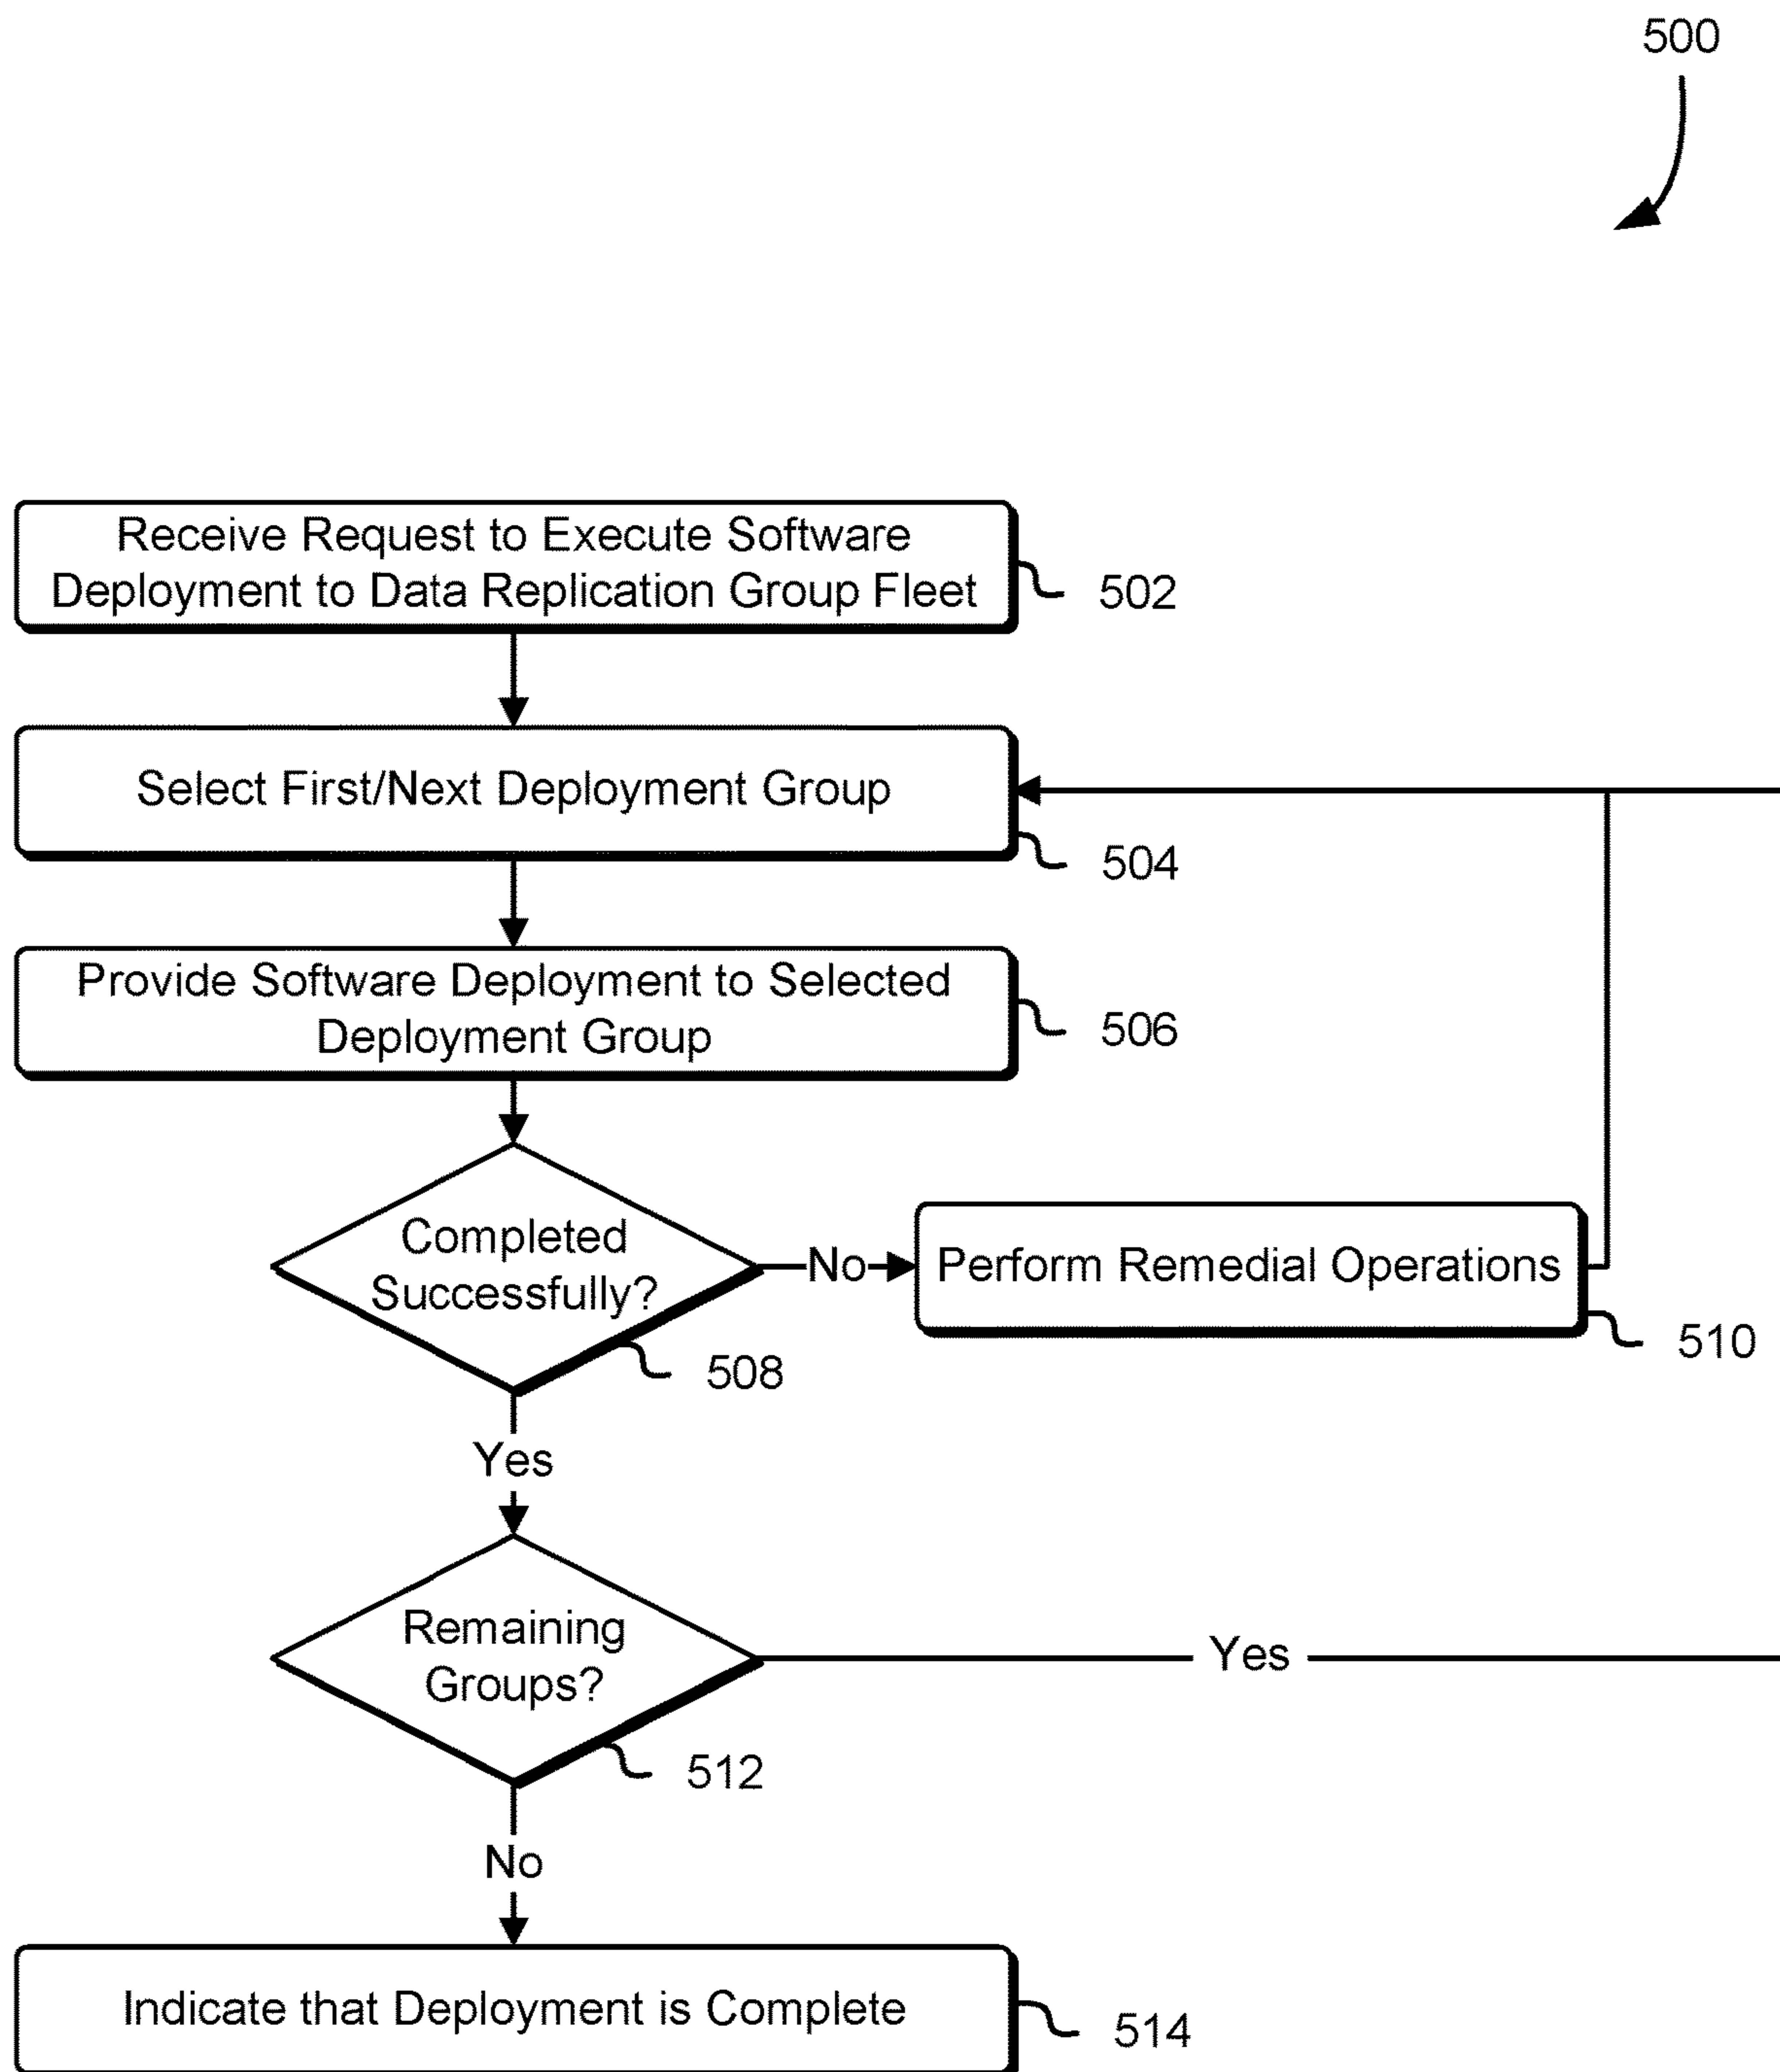 500
Receive Request to Execute Software
Deployment to Data Replication Group Fleet
502
Select First/Next Deployment Group
504
Provide Software Deployment to Selected
Deployment Group
506
Completed
Successfully?
No
Perform Remedial Operations
510
508
Yes
Remaining
Groups?
Yes
512
No
Indicate that Deployment is Complete
514